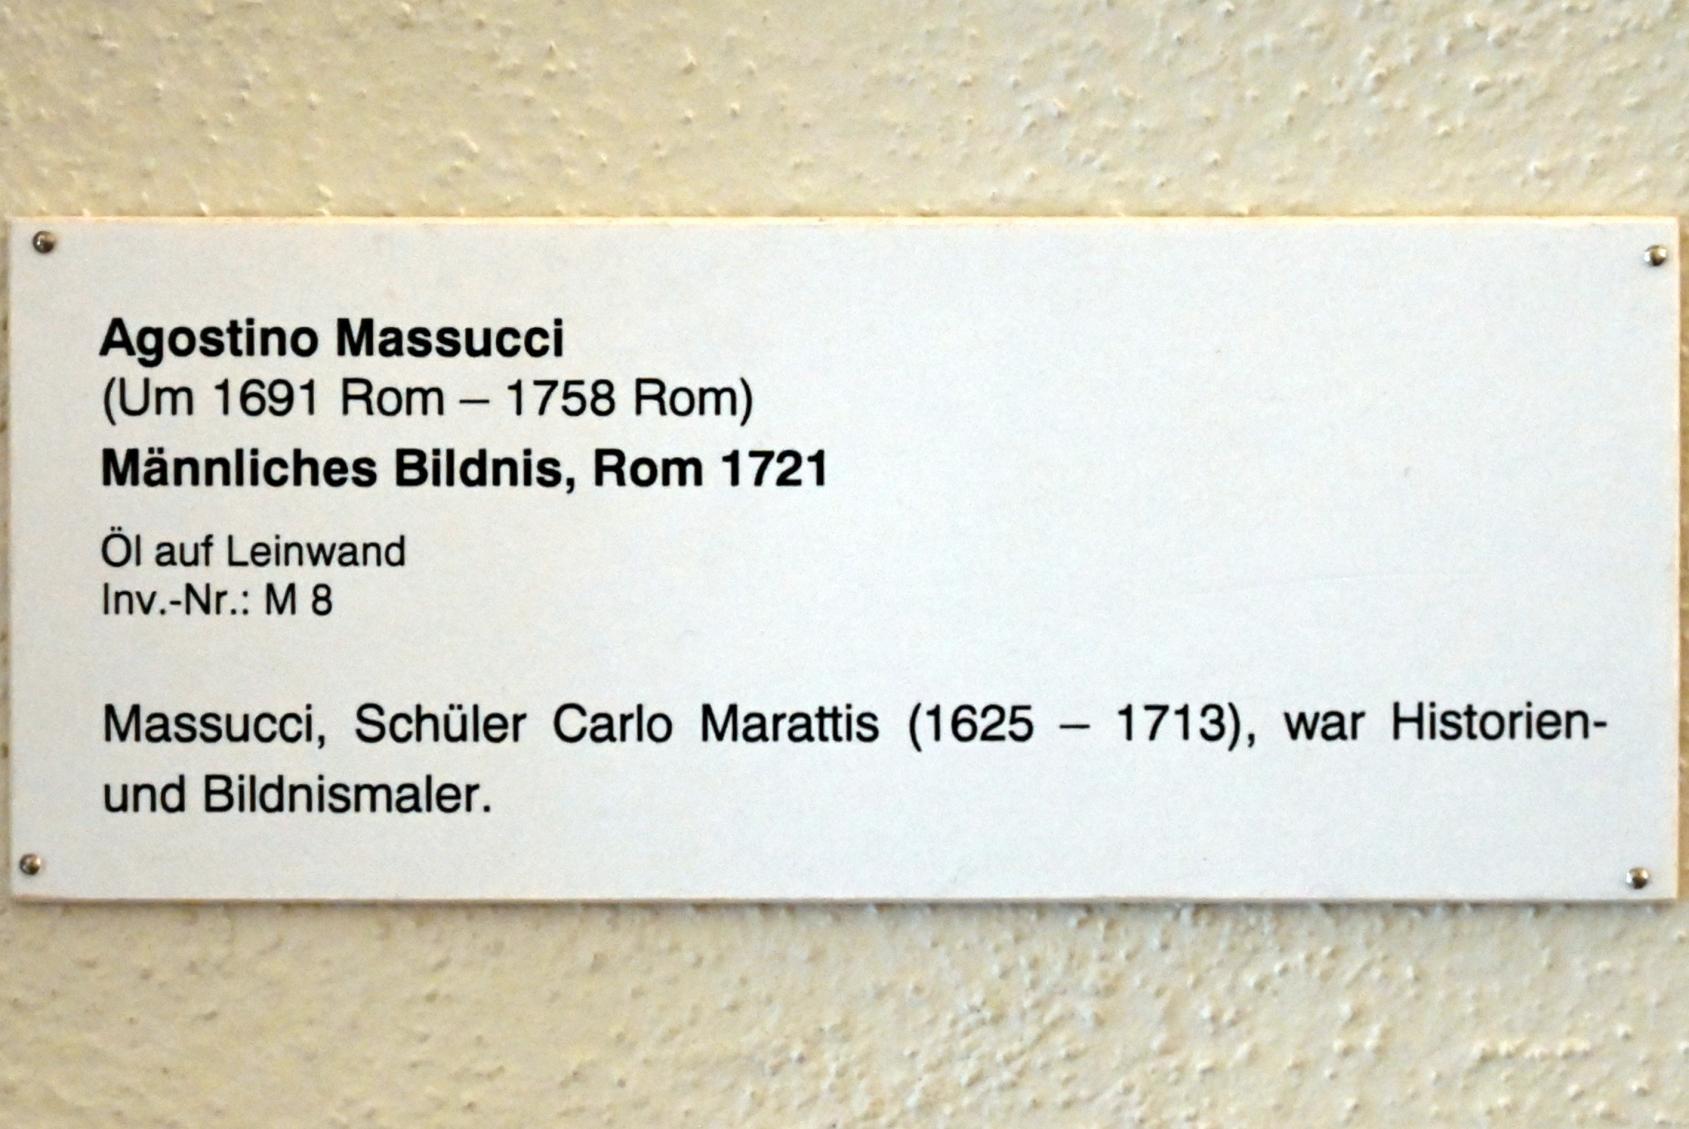 Agostino Massucci
(Um 1691 Rom – 1758 Rom)
Männliches Bildnis, Rom 1721
Öl auf Leinwand
Inv.-Nr.: M 8
Massucci, Schüler Carlo Marattis (1625 – 1713), war Historien-
und Bildnismaler.